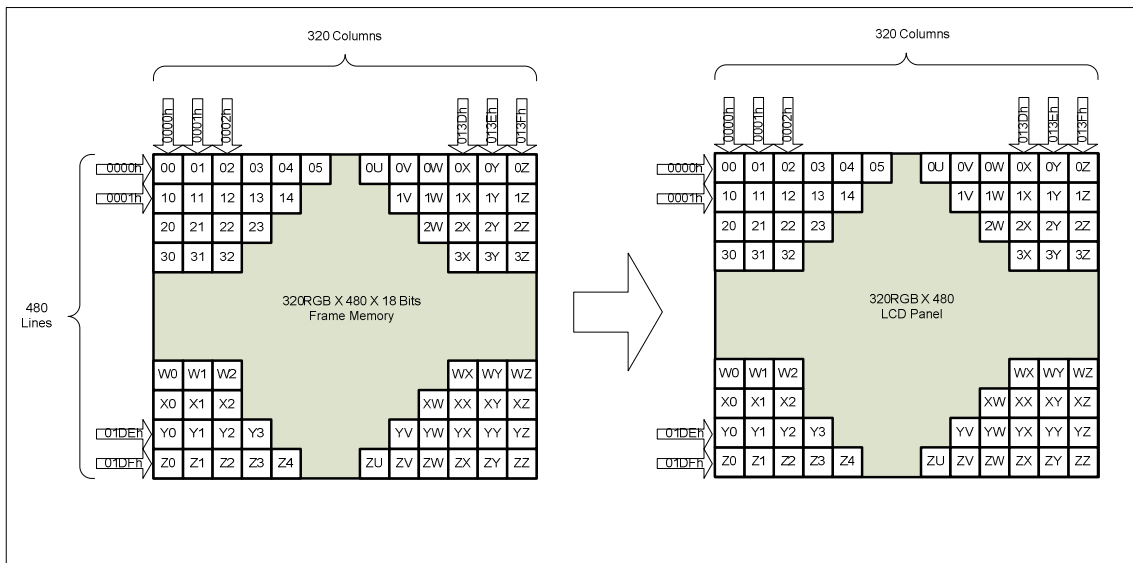 320 Columns
320 Columns
0000h 0001h 0002h 013Dh 013Eh 013Fh
0000h 0001h 0002h 013Dh 013Eh 013Fh
0000h 00 01 02 03 04 05 0U 0V 0W 0X 0Y 0Z
0001h 10 11 12 13 14 1V 1W 1X 1Y 1Z
20 21 22 23 2W 2X 2Y 2Z
30 31 32 3X 3Y 3Z
480
Lines
320RGB X 480 X 18 Bits
Frame Memory
W0 W1 W2 WX WY WZ
X0 X1 X2 XW XX XY XZ
01DEh Y0 Y1 Y2 Y3 YV YW YX YY YZ
01DFh Z0 Z1 Z2 Z3 Z4 ZU ZV ZW ZX ZY ZZ
0000h 00 01 02 03 04 05 0U 0V 0W 0X 0Y 0Z
0001h 10 11 12 13 14 1V 1W 1X 1Y 1Z
20 21 22 23 2W 2X 2Y 2Z
30 31 32 3X 3Y 3Z
320RGB X 480
LCD Panel
W0 W1 W2 WX WY WZ
X0 X1 X2 XW XX XY XZ
01DEh Y0 Y1 Y2 Y3 YV YW YX YY YZ
01DFh Z0 Z1 Z2 Z3 Z4 ZU ZV ZW ZX ZY ZZ